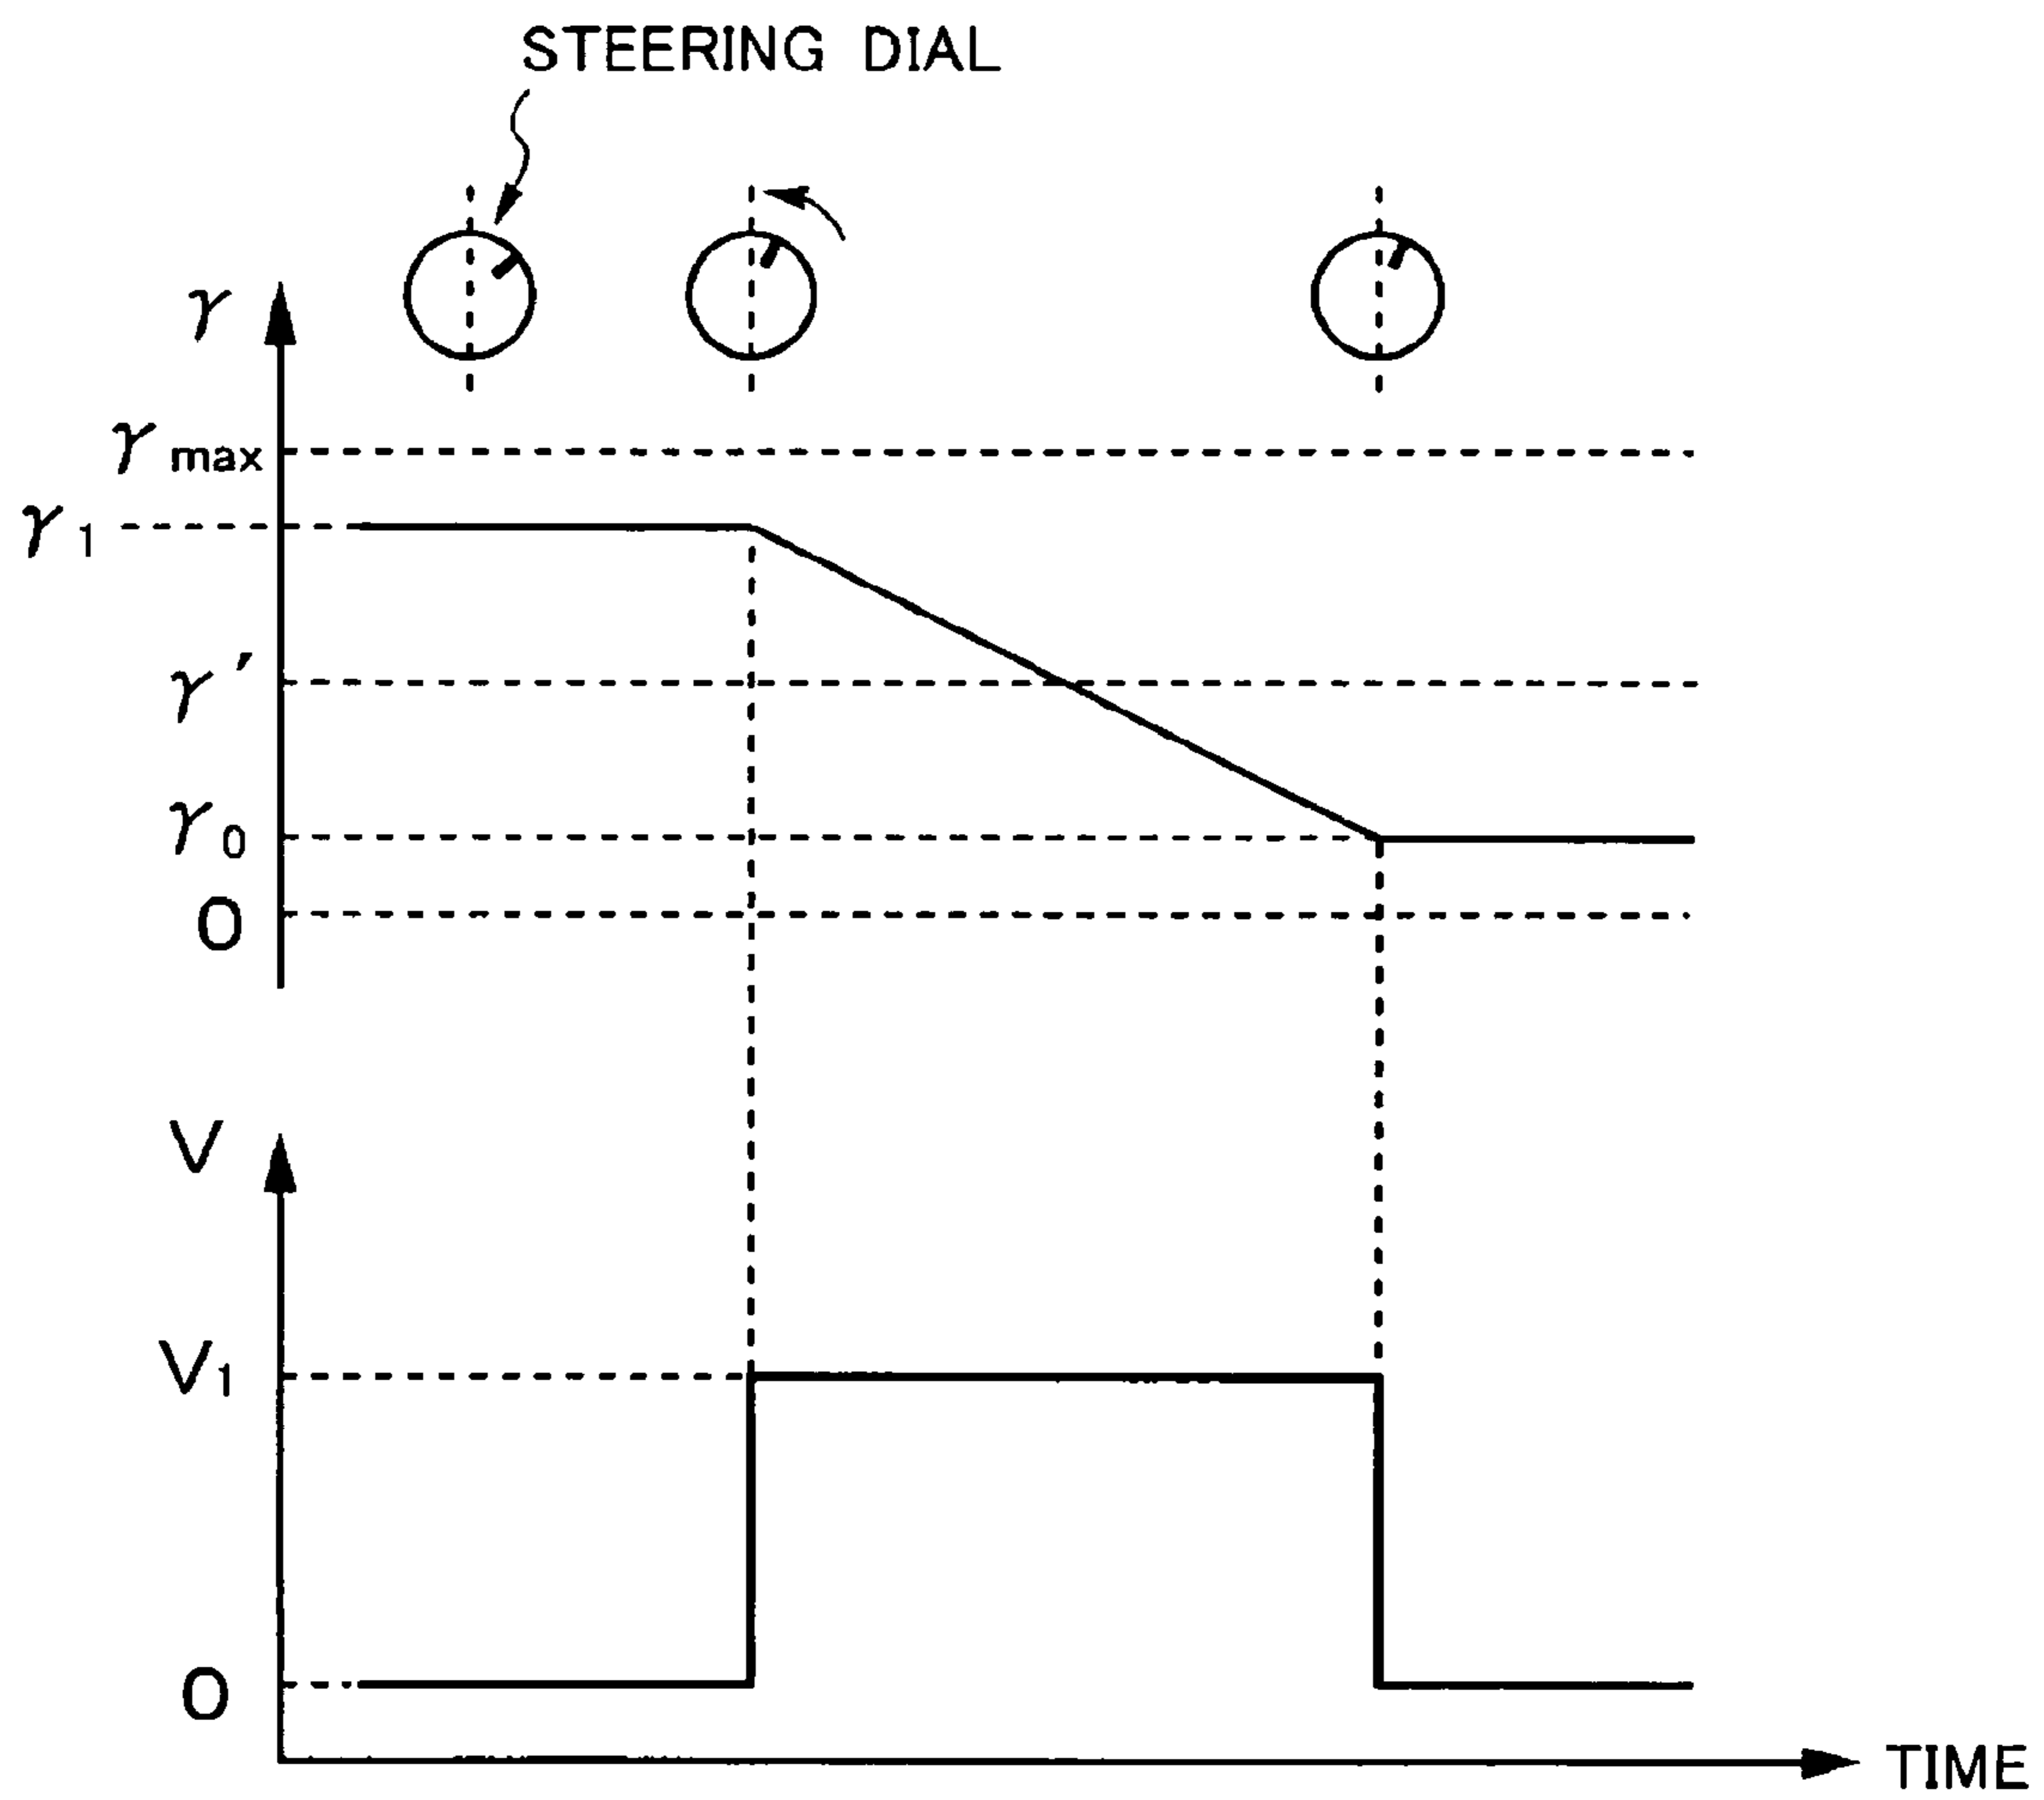 STEERING DIAL
γ
γmax
γ1
γ′
γ0
0
V
V1
0
TIME